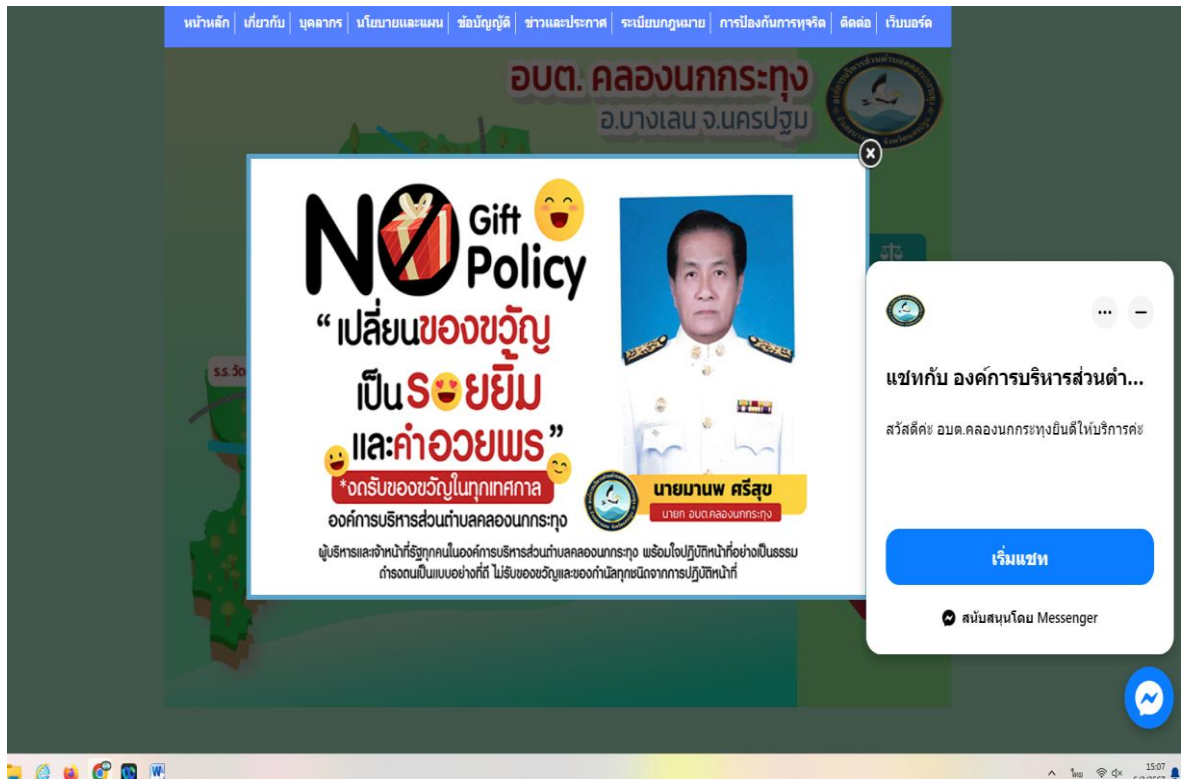 หน้าหลัก เกี่ยวกับ บุคลากร นโยบายและแผน ข้อบัญญัติ ข่าวและประกาศ ระเบียบกฎหมาย การป้องกันการทุจริต ติดต่อ เว็บบอร์ด
อบต. คลองนกกระทุง
อ.บางเลน จ.นครปฐม
x
NO Gift Policy
“เปลี่ยนของขวัญ
เป็นรอยยิ้ม
และคำอวยพร”
*งดรับของขวัญในทุกเทศกาล
องค์การบริหารส่วนตำบลคลองนกกระทุง
นายมานพ ศรีสุข
นายก อบต.คลองนกกระทุง
ผู้บริหารและเจ้าหน้าที่รัฐทุกคนในองค์การบริหารส่วนตำบลคลองนกกระทุง พร้อมใจปฏิบัติหน้าที่อย่างเป็นธรรม
ดำรงตนเป็นแบบอย่างที่ดี ไม่รับของขวัญและของกำนัลทุกชนิดจากการปฏิบัติหน้าที่
ร.ร. วัด
แชทกับ องค์การบริหารส่วนตำ...
สวัสดีค่ะ อบต.คลองนกกระทุงยินดีให้บริการค่ะ
เริ่มแชท
สนับสนุนโดย Messenger
ไทย 15:07